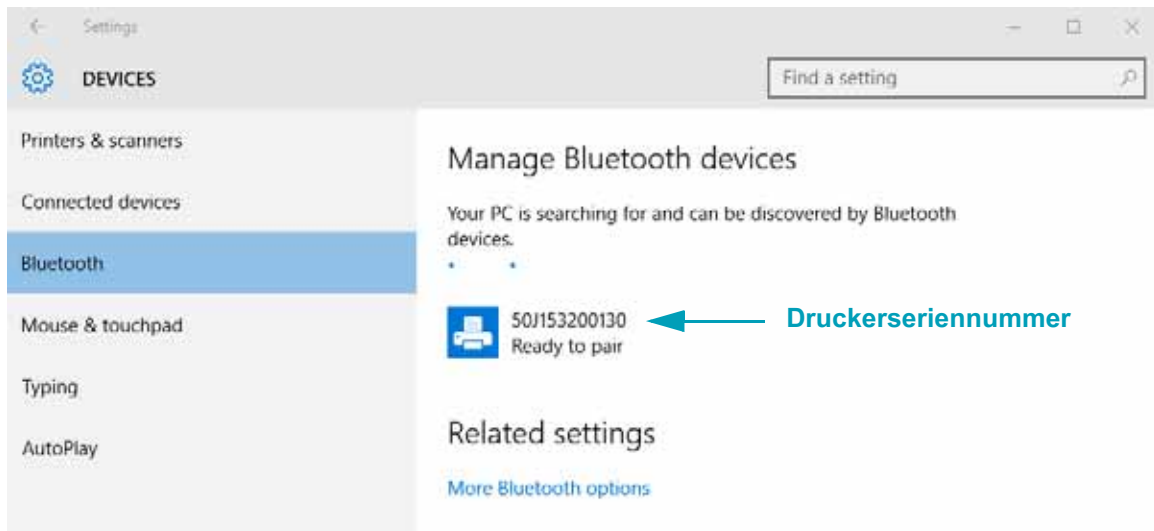 Settings
DEVICES
Find a setting
Printers & scanners
Connected devices
Bluetooth
Mouse & touchpad
Typing
AutoPlay
Manage Bluetooth devices
Your PC is searching for and can be discovered by Bluetooth
devices.
50J153200130
Druckerseriennummer
Ready to pair
Related settings
More Bluetooth options